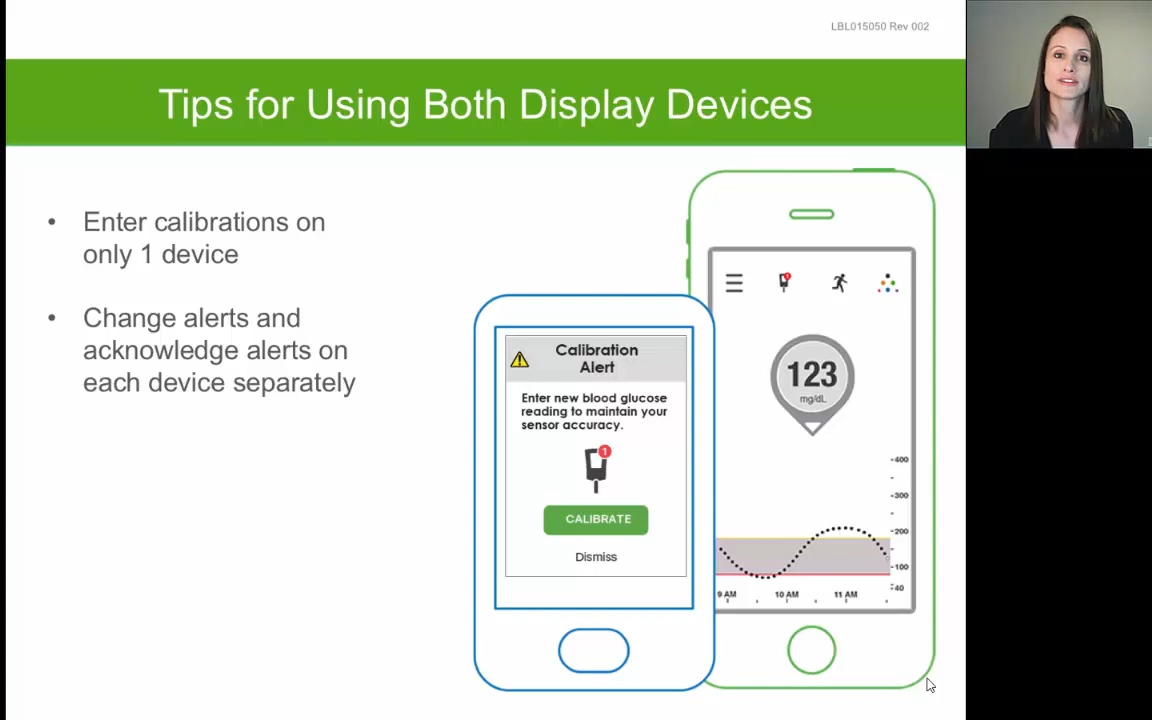 LBL015050 Rev 002
Tips for Using Both Display Devices
• Enter calibrations on
only 1 device
• Change alerts and
acknowledge alerts on
each device separately
Calibration
Alert
Enter new blood glucose
reading to maintain your
sensor accuracy.
1
CALIBRATE
Dismiss
123
mg/dL
400
300
200
100
40
9 AM 10 AM 11 AM